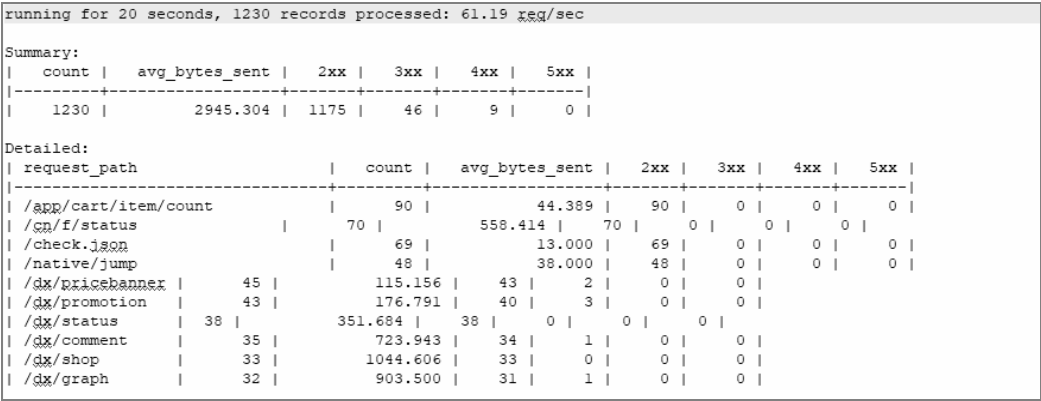 running for 20 seconds, 1230 records processed: 61.19 req/sec
Summary:
|   count |   avg_bytes_sent |   2xx |   3xx |   4xx |   5xx |
|---------+------------------+-------+-------+-------+-------|
|    1230 |         2945.304 |  1175 |    46 |     9 |     0 |
Detailed:
| request_path                     |   count |   avg_bytes_sent |   2xx |   3xx |   4xx |   5xx |
|----------------------------------+---------+------------------+-------+-------+-------+-------|
| /app/cart/item/count             |      90 |           44.389 |    90 |     0 |     0 |     0 |
| /cn/f/status                |      70 |          558.414 |    70 |     0 |     0 |     0 |
| /check.json                      |      69 |           13.000 |    69 |     0 |     0 |     0 |
| /native/jump                     |      48 |           38.000 |    48 |     0 |     0 |     0 |
| /dx/pricebanner |      45 |          115.156 |    43 |     2 |     0 |     0 |
| /dx/promotion   |      43 |          176.791 |    40 |     3 |     0 |     0 |
| /dx/status      |  38 |          351.684 |    38 |     0 |     0 |     0 |
| /dx/comment     |      35 |          723.943 |    34 |     1 |     0 |     0 |
| /dx/shop        |      33 |         1044.606 |    33 |     0 |     0 |     0 |
| /dx/graph       |      32 |          903.500 |    31 |     1 |     0 |     0 |